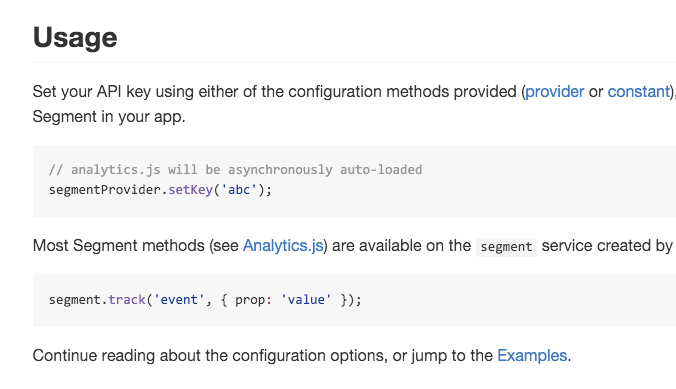 Usage
Set your API key using either of the configuration methods provided (provider or constant),
Segment in your app.
// analytics.js will be asynchronously auto-loaded
segmentProvider.setKey('abc');
Most Segment methods (see Analytics.js) are available on the segment service created by
segment.track('event', { prop: 'value' });
Continue reading about the configuration options, or jump to the Examples.